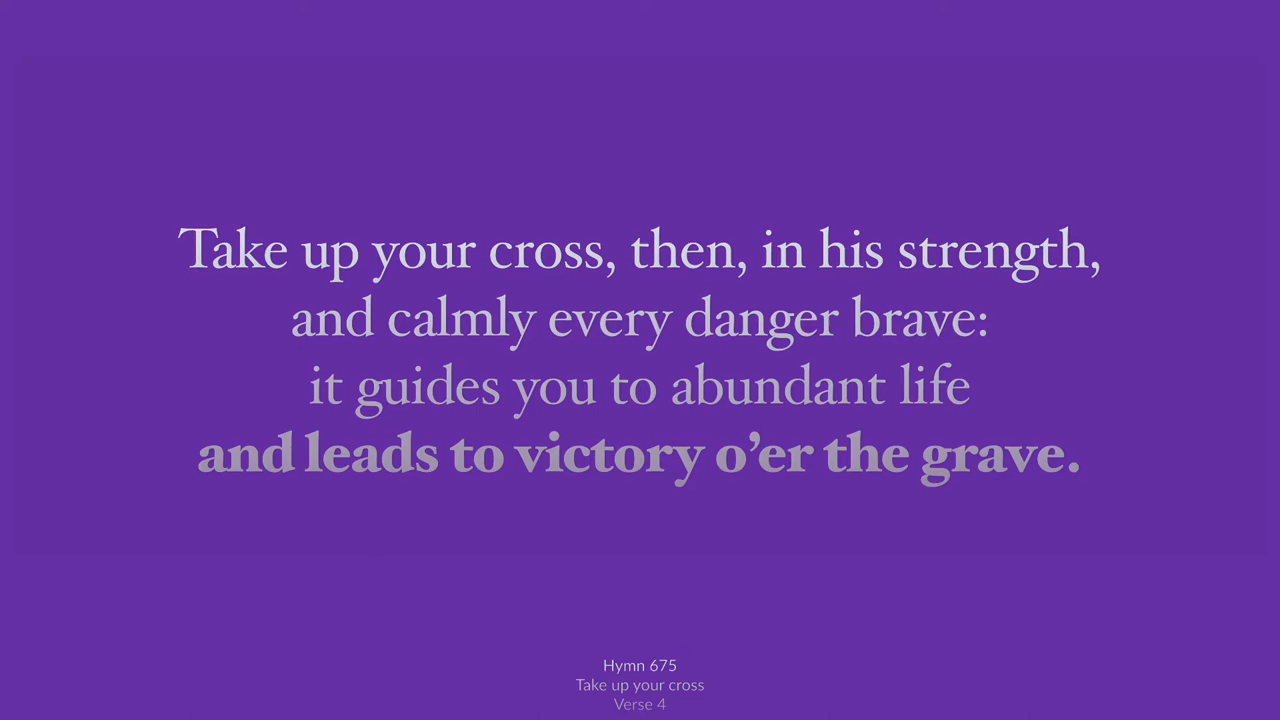 Take up your cross, then, in his strength,
and calmly every danger brave:
it guides you to abundant life
and leads to victory o’er the grave.
Hymn 675
Take up your cross
Verse 4